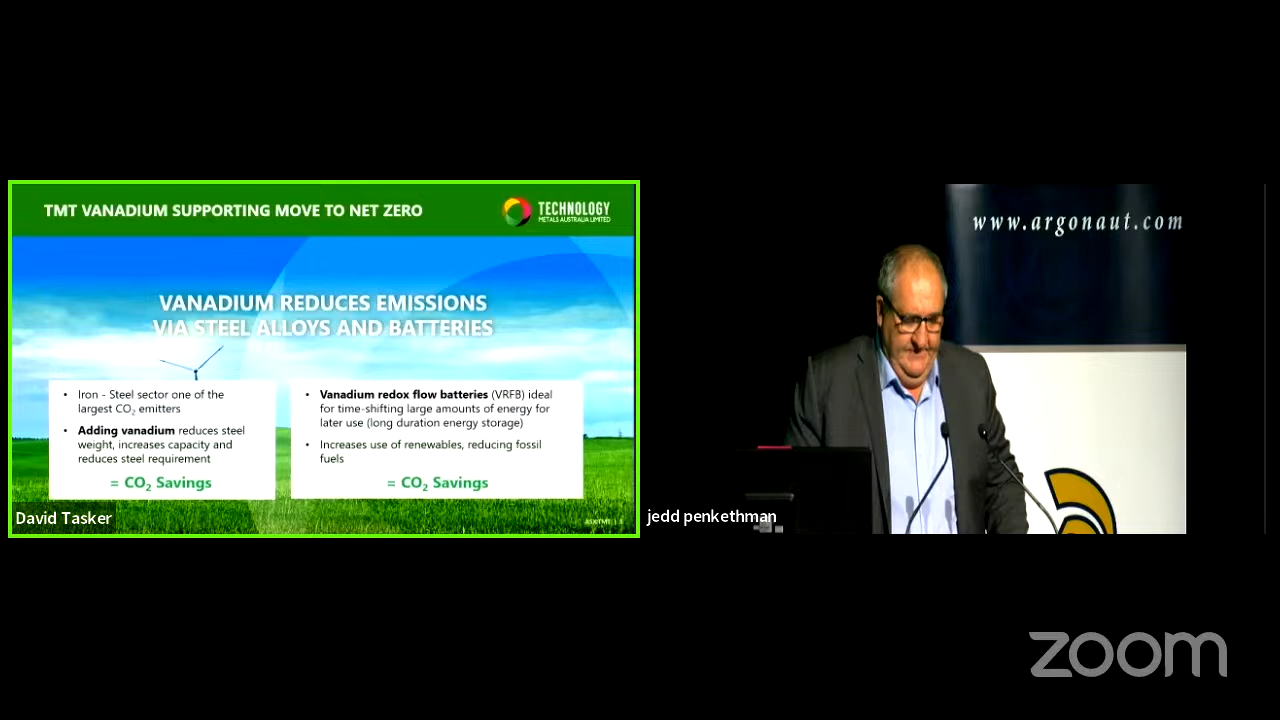 TMT VANADIUM SUPPORTING MOVE TO NET ZERO
TECHNOLOGY
METALS AUSTRALIA LIMITED
VANADIUM REDUCES EMISSIONS
VIA STEEL ALLOYS AND BATTERIES
• Iron - Steel sector one of the
largest CO₂ emitters
• Adding vanadium reduces steel
weight, increases capacity and
reduces steel requirement
= CO₂ Savings
• Vanadium redox flow batteries (VRFB) ideal
for time-shifting large amounts of energy for
later use (long duration energy storage)
• Increases use of renewables, reducing fossil
fuels
= CO₂ Savings
David Tasker
www.argonaut.com
jedd penkethman
zoom